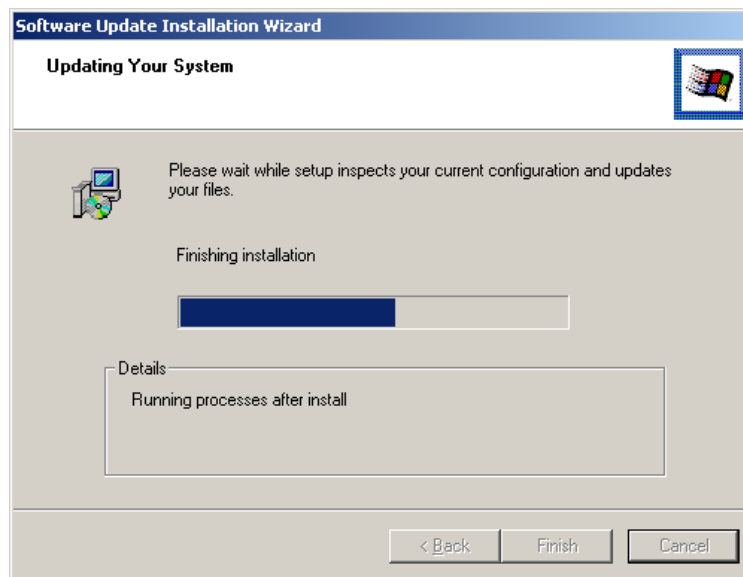 Software Update Installation Wizard
Updating Your System
Please wait while setup inspects your current configuration and updates
your files.
Finishing installation
Details
Running processes after install
< Back
Finish
Cancel